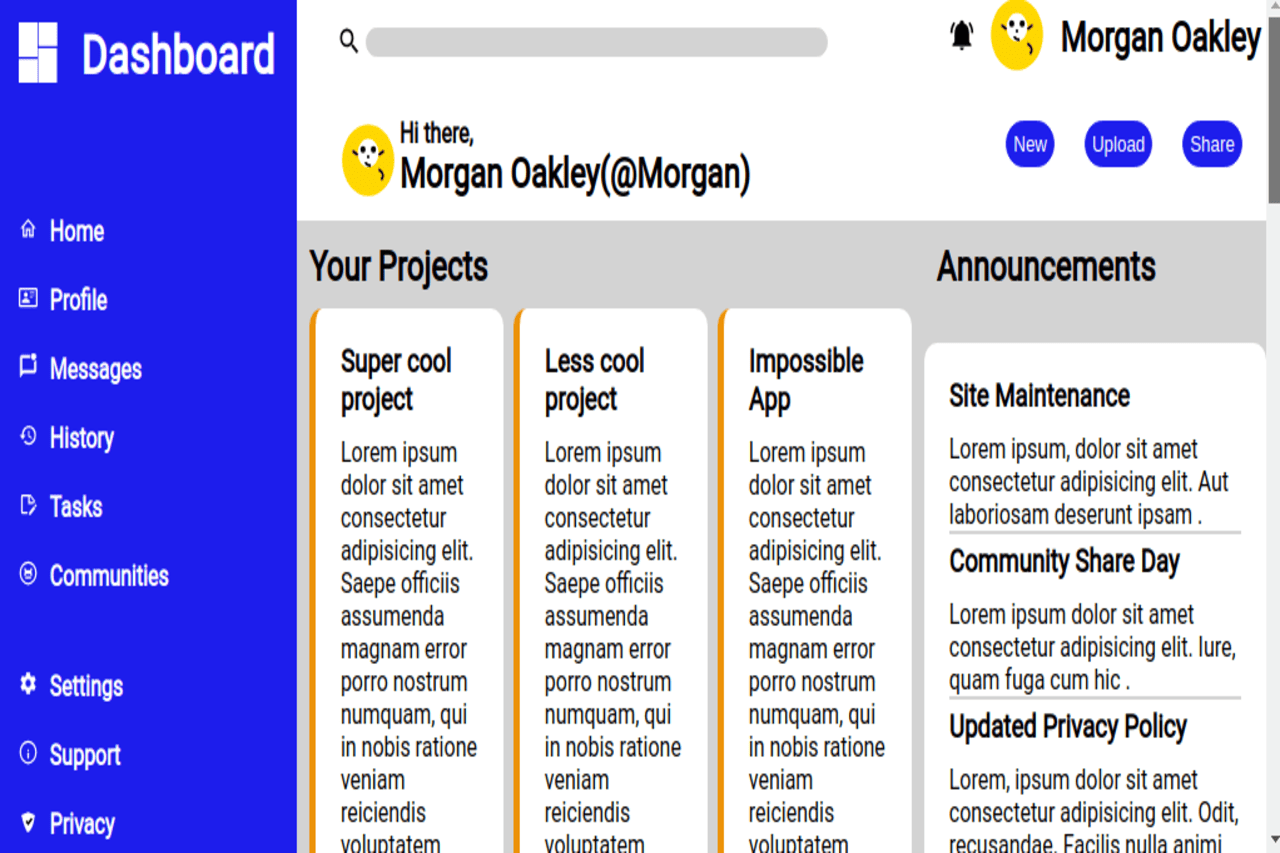 Dashboard
Home
Profile
Messages
History
Tasks
Communities
Settings
Support
Privacy
Morgan Oakley
Hi there,
Morgan Oakley(@Morgan)
New
Upload
Share
Your Projects
Super cool
project
Lorem ipsum
dolor sit amet
consectetur
adipisicing elit.
Saepe officiis
assumenda
magnam error
porro nostrum
numquam, qui
in nobis ratione
veniam
reiciendis
voluptatem
Less cool
project
Lorem ipsum
dolor sit amet
consectetur
adipisicing elit.
Saepe officiis
assumenda
magnam error
porro nostrum
numquam, qui
in nobis ratione
veniam
reiciendis
voluptatem
Impossible
App
Lorem ipsum
dolor sit amet
consectetur
adipisicing elit.
Saepe officiis
assumenda
magnam error
porro nostrum
numquam, qui
in nobis ratione
veniam
reiciendis
voluptatem
Announcements
Site Maintenance
Lorem ipsum, dolor sit amet
consectetur adipisicing elit. Aut
laboriosam deserunt ipsam .
Community Share Day
Lorem ipsum dolor sit amet
consectetur adipisicing elit. Iure,
quam fuga cum hic .
Updated Privacy Policy
Lorem, ipsum dolor sit amet
consectetur adipisicing elit. Odit,
recusandae. Facilis nulla animi